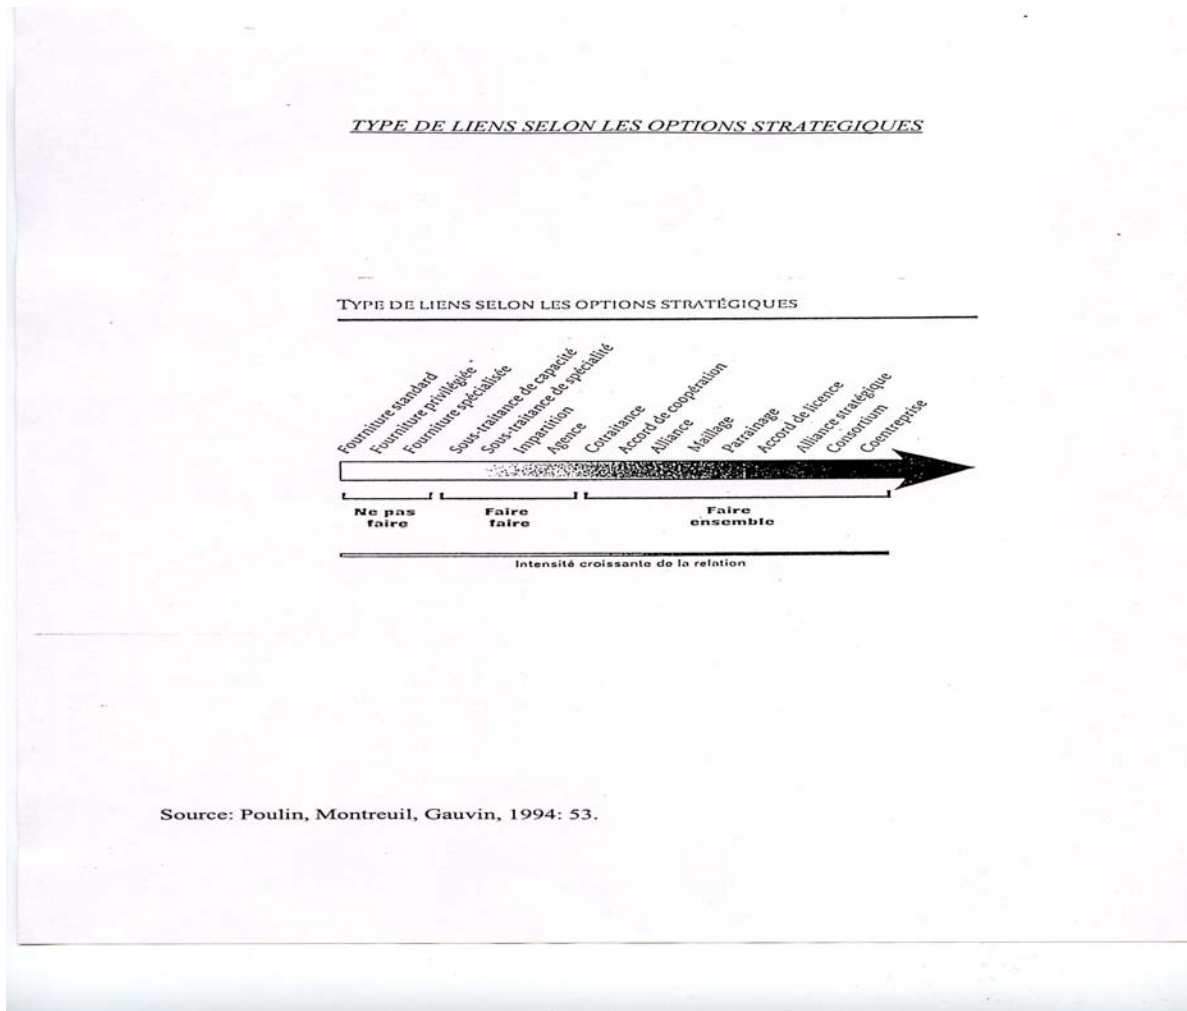 TYPE DE LIENS SELON LES OPTIONS STRATEGIQUES
TYPE DE LIENS SELON LES OPTIONS STRATÉGIQUES
Fourniture standard
Fourniture privilégiée
Fourniture spécialisée
Sous-traitance de capacité
Sous-traitance de spécialité
Impartition
Agence
Cotraitance
Accord de coopération
Alliance
Maillage
Parrainage
Accord de licence
Alliance stratégique
Consortium
Coentreprise
Ne pas
faire
Faire
faire
Faire
ensemble
Intensité croissante de la relation
Source: Poulin, Montreuil, Gauvin, 1994: 53.